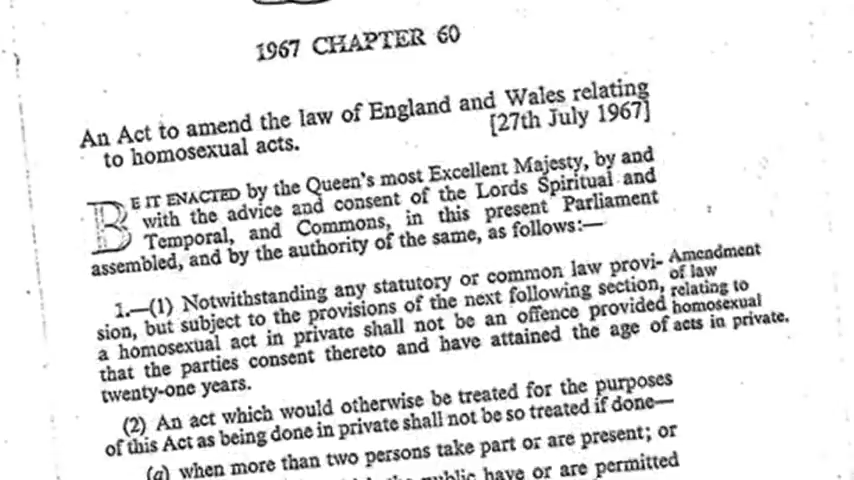 1967 CHAPTER 60
An Act to amend the law of England and Wales relating
to homosexual acts. [27th July 1967]
BE IT ENACTED by the Queen's most Excellent Majesty, by and
with the advice and consent of the Lords Spiritual and
Temporal, and Commons, in this present Parliament
assembled, and by the authority of the same, as follows:—
1.—(1) Notwithstanding any statutory or common law provi-
sion, but subject to the provisions of the next following section,
a homosexual act in private shall not be an offence provided
that the parties consent thereto and have attained the age of
twenty-one years.
Amendment
of law
relating to
homosexual
acts in private.
(2) An act which would otherwise be treated for the purposes
of this Act as being done in private shall not be so treated if done—
(a) when more than two persons take part or are present; or
the public have or are permitted